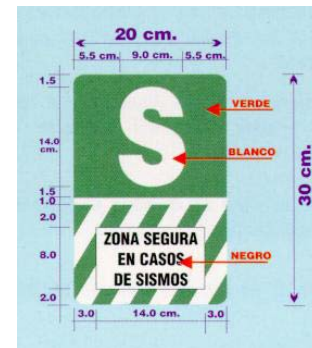 20 cm.
5.5 cm. 9.0 cm. 5.5 cm.
1.5
VERDE
S
14.0 cm.
BLANCO
30 cm.
1.5
1.0
2.0
ZONA SEGURA
EN CASOS
DE SISMOS
NEGRO
8.0
2.0
3.0 14.0 cm. 3.0